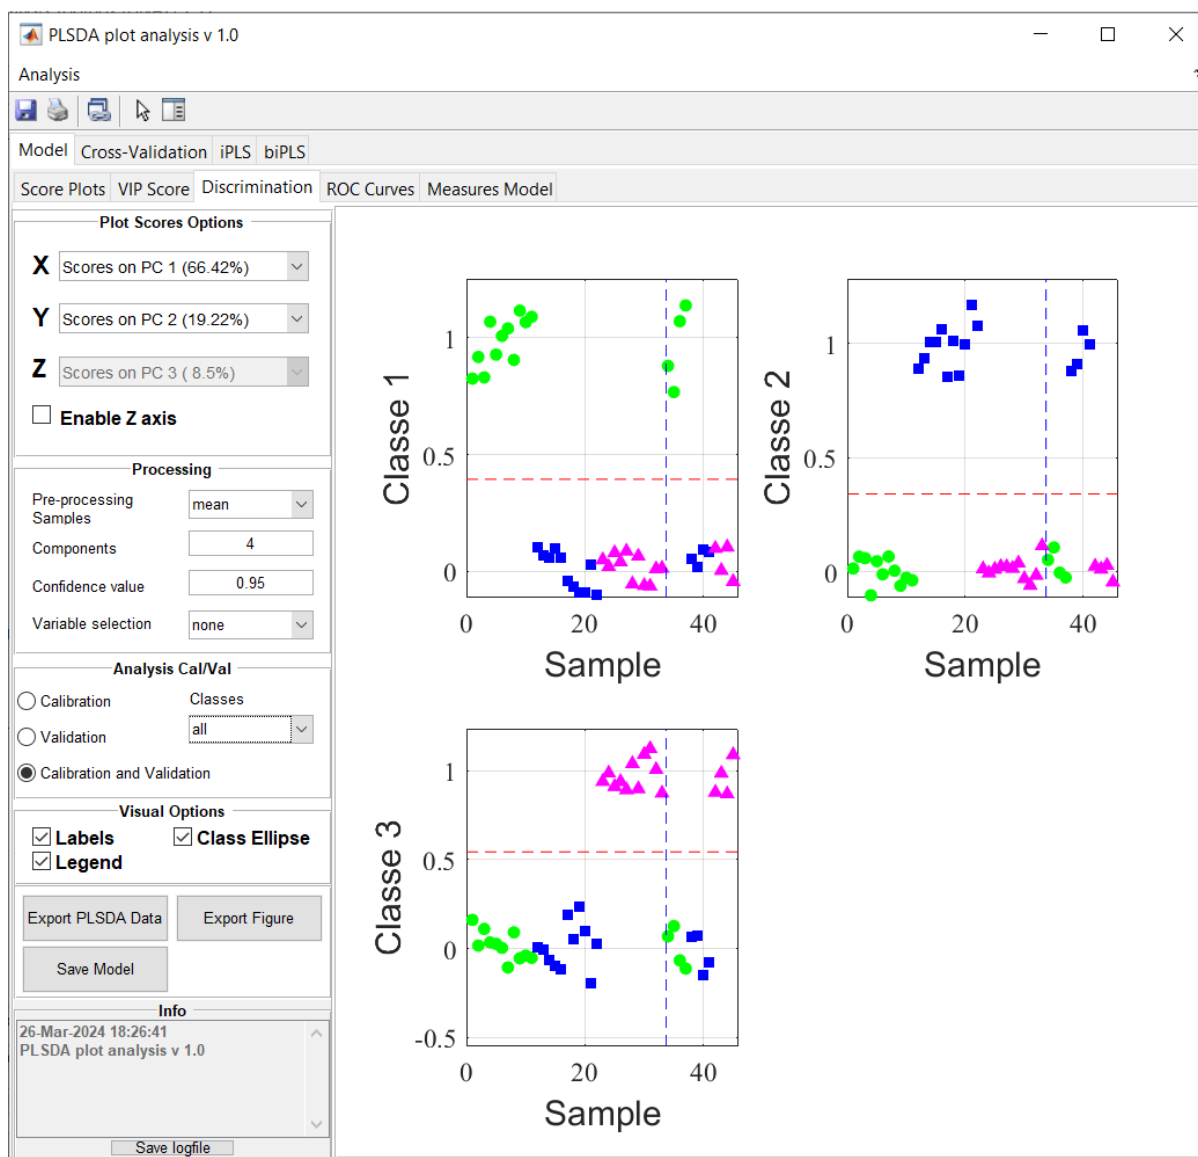 PLSDA plot analysis v 1.0
Analysis
Model Cross-Validation iPLS biPLS
Score Plots VIP Score Discrimination ROC Curves Measures Model
Plot Scores Options
X Scores on PC 1 (66.42%)
Y Scores on PC 2 (19.22%)
Z Scores on PC 3 ( 8.5%)
Enable Z axis
Processing
Pre-processing
Samples
mean
Components 4
Confidence value 0.95
Variable selection none
Analysis Cal/Val
Calibration
Classes
Validation
all
Calibration and Validation
Visual Options
Labels Class Ellipse
Legend
Export PLSDA Data Export Figure
Save Model
Info
26-Mar-2024 18:26:41
PLSDA plot analysis v 1.0
Save logfile
Classe 1
1
0.5
0
0 20 40
Sample
Classe 2
1
0.5
0
0 20 40
Sample
Classe 3
1
0.5
0
-0.5
0 20 40
Sample